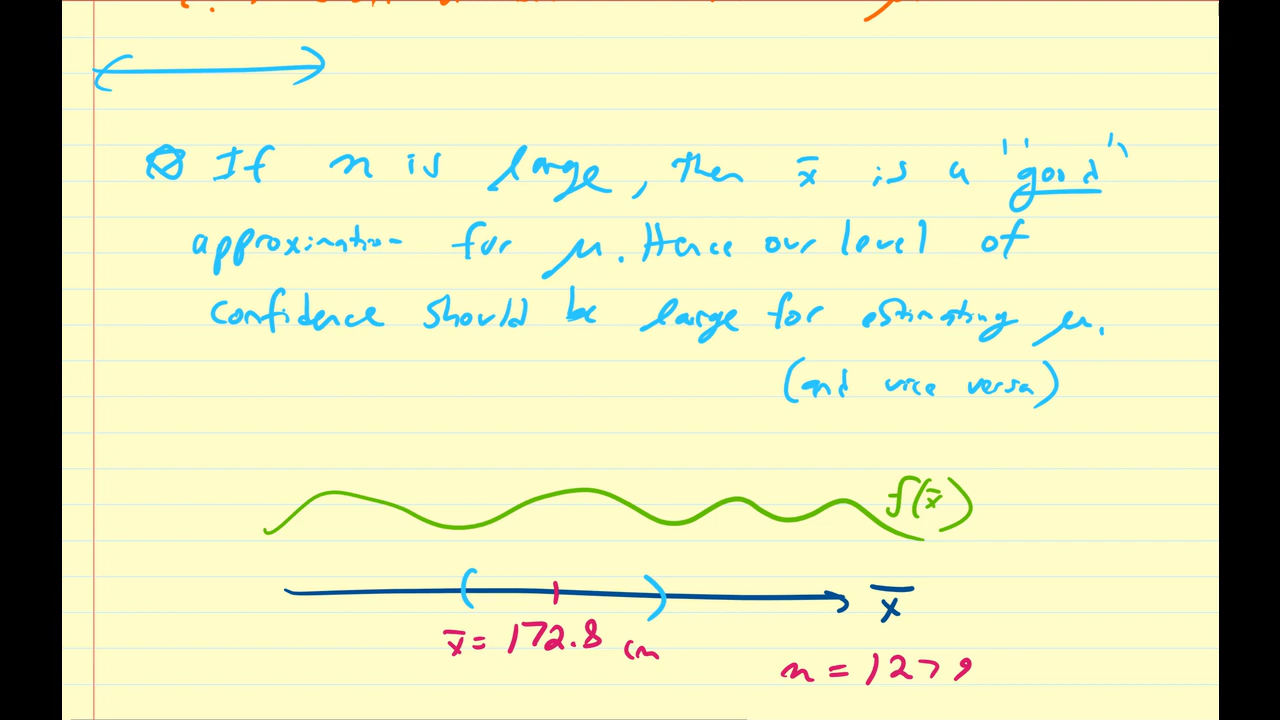 If n is large, then x̄ is a "good"
approximation for μ. Hence our level of
confidence should be large for estimating μ.
(and vice versa)
f(x̄)
x̄
x̄ = 172.8 cm
n = 1279